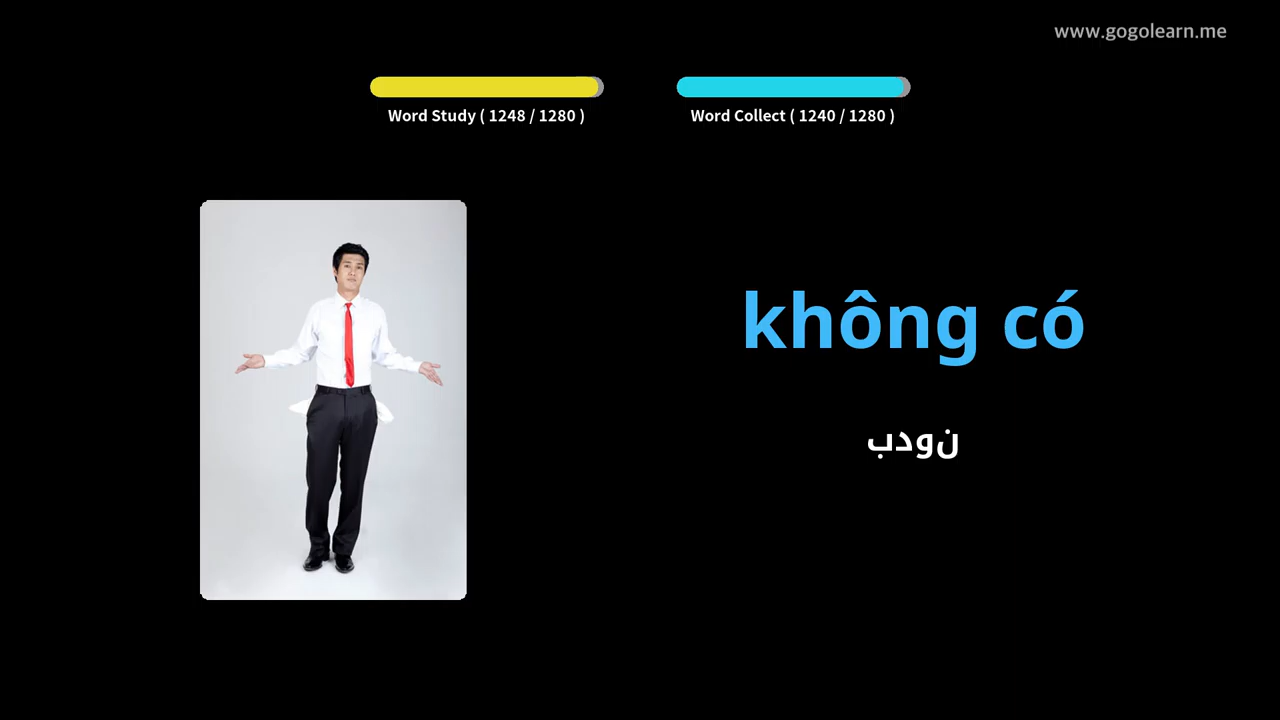 www.gogolearn.me
Word Study ( 1248 / 1280 )
Word Collect ( 1240 / 1280 )
không có
نودب